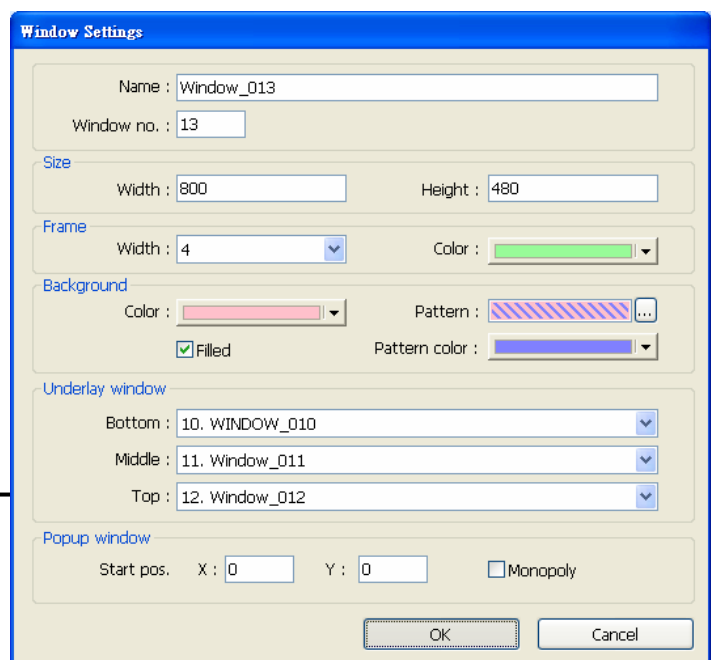 Window Settings
Name : Window_013
Window no. : 13
Size
Width : 800 Height : 480
Frame
Width : 4 Color :
Background
Color : Pattern : ...
Filled Pattern color :
Underlay window
Bottom : 10. WINDOW_010
Middle : 11. Window_011
Top : 12. Window_012
Popup window
Start pos. X : 0 Y : 0 Monopoly
OK Cancel